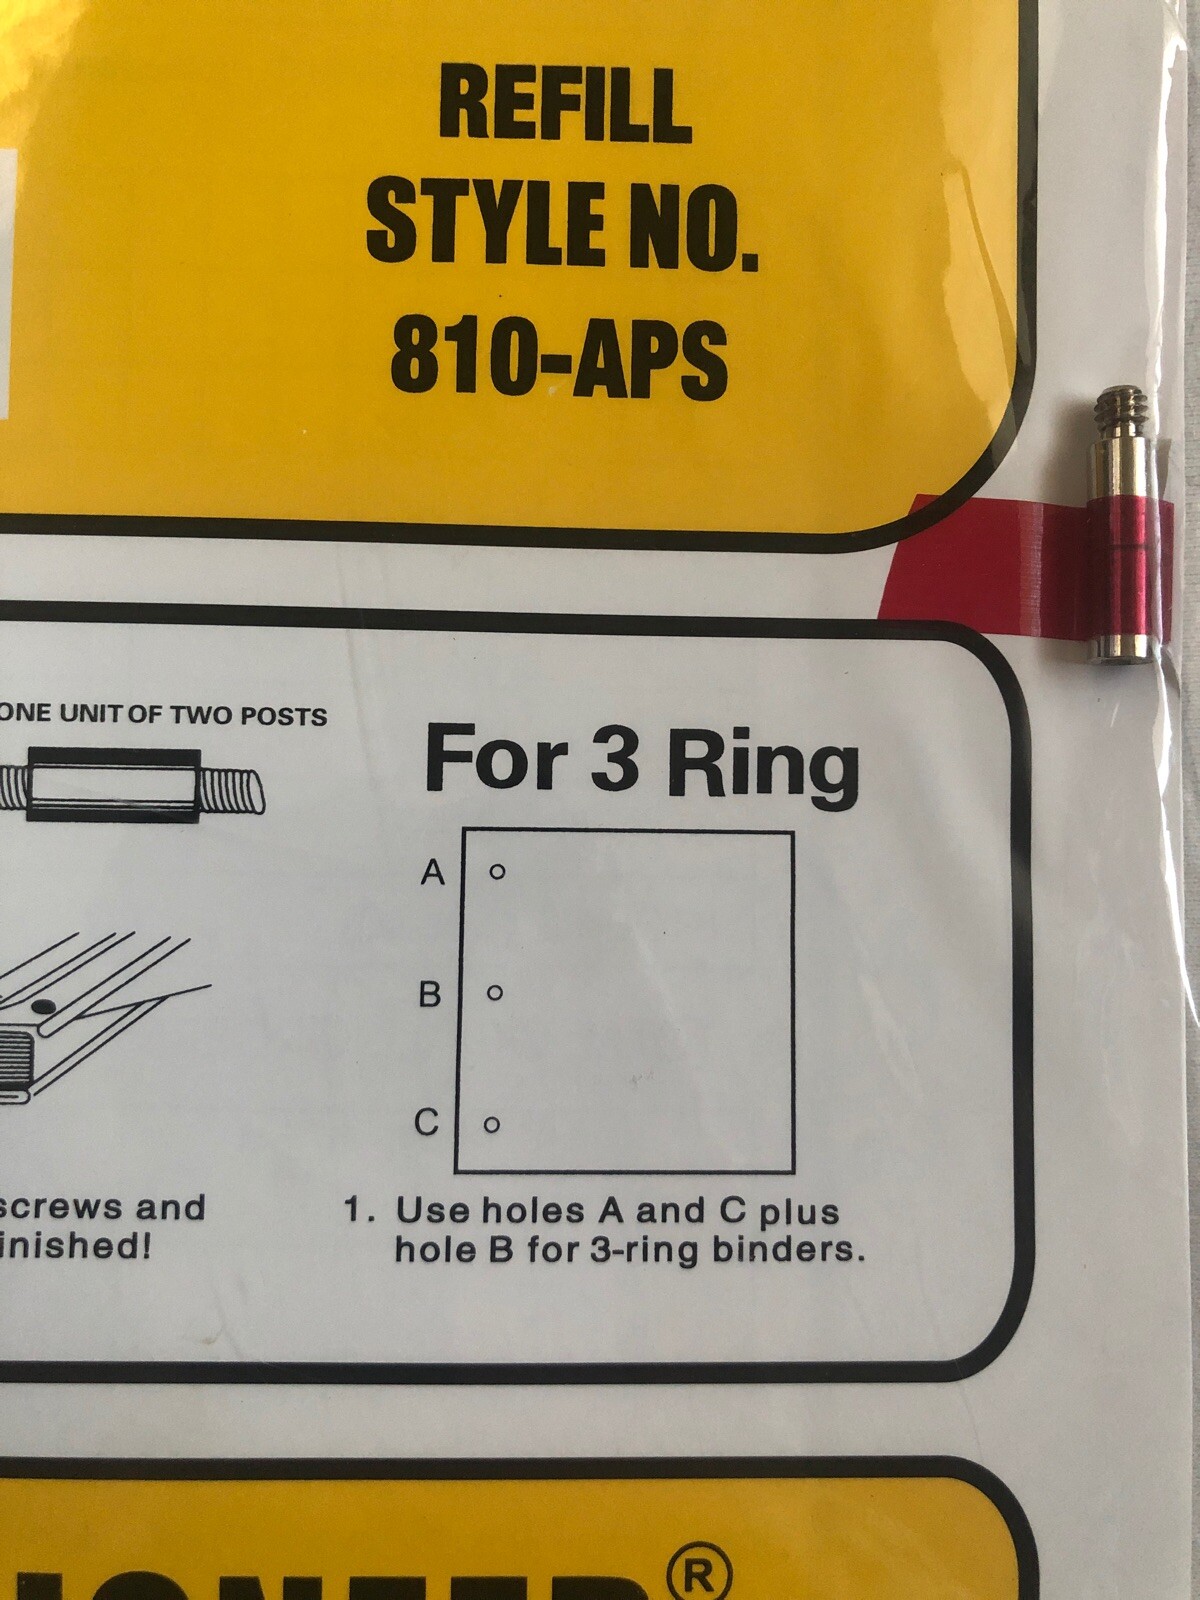 REFILL
STYLE NO.
810-APS
ONE UNIT OF TWO POSTS
For 3 Ring
A
B
C
screws and
1. Use holes A and C plus
hole B for 3-ring binders.
®